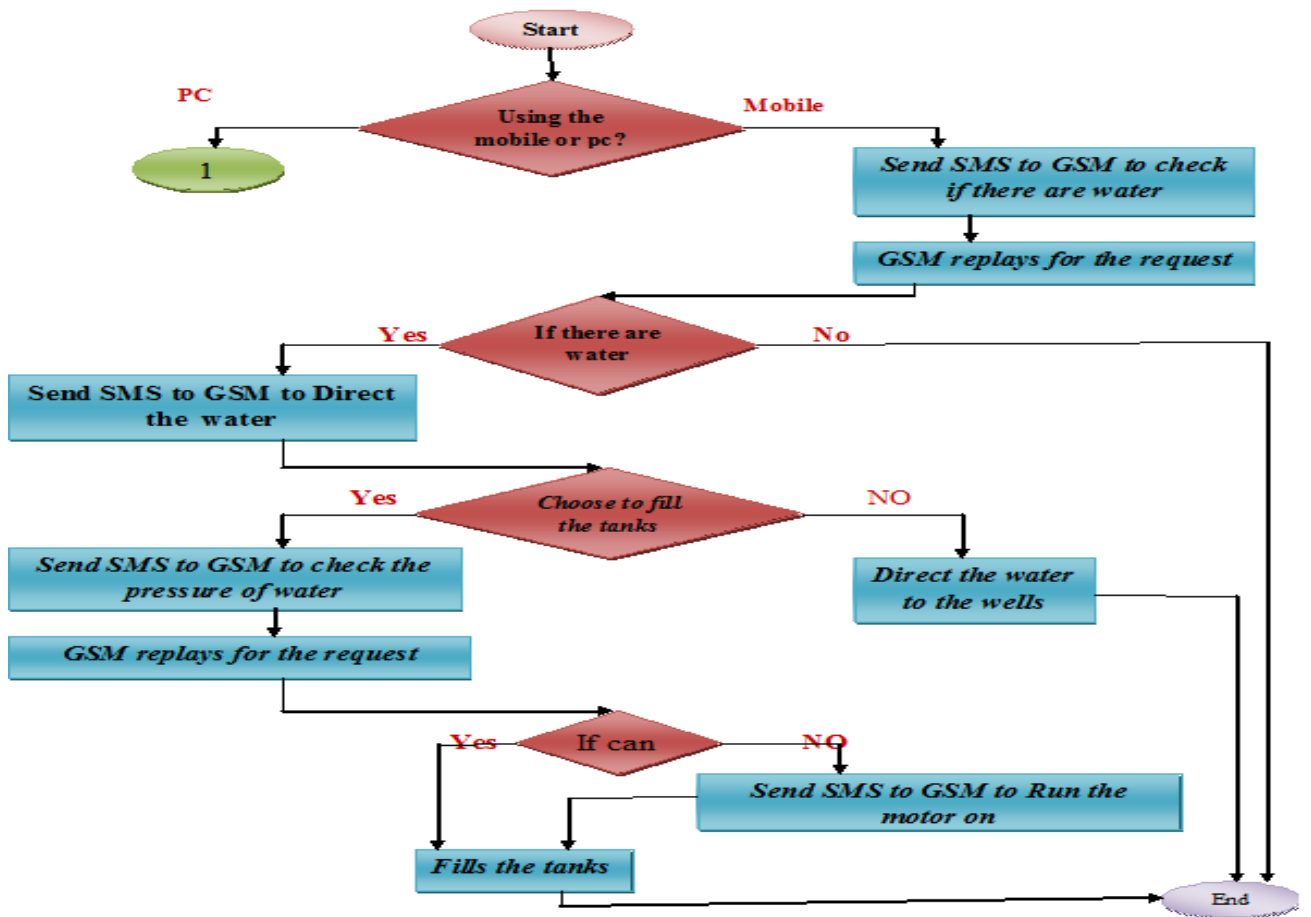 Start
PC
Using the
mobile or pc?
Mobile
1
Send SMS to GSM to check
if there are water
GSM replays for the request
Yes
If there are
water
No
Send SMS to GSM to Direct
the water
Yes
Choose to fill
the tanks
NO
Send SMS to GSM to check the
pressure of water
Direct the water
to the wells
GSM replays for the request
Yes
If can
NO
Send SMS to GSM to Run the
motor on
Fills the tanks
End